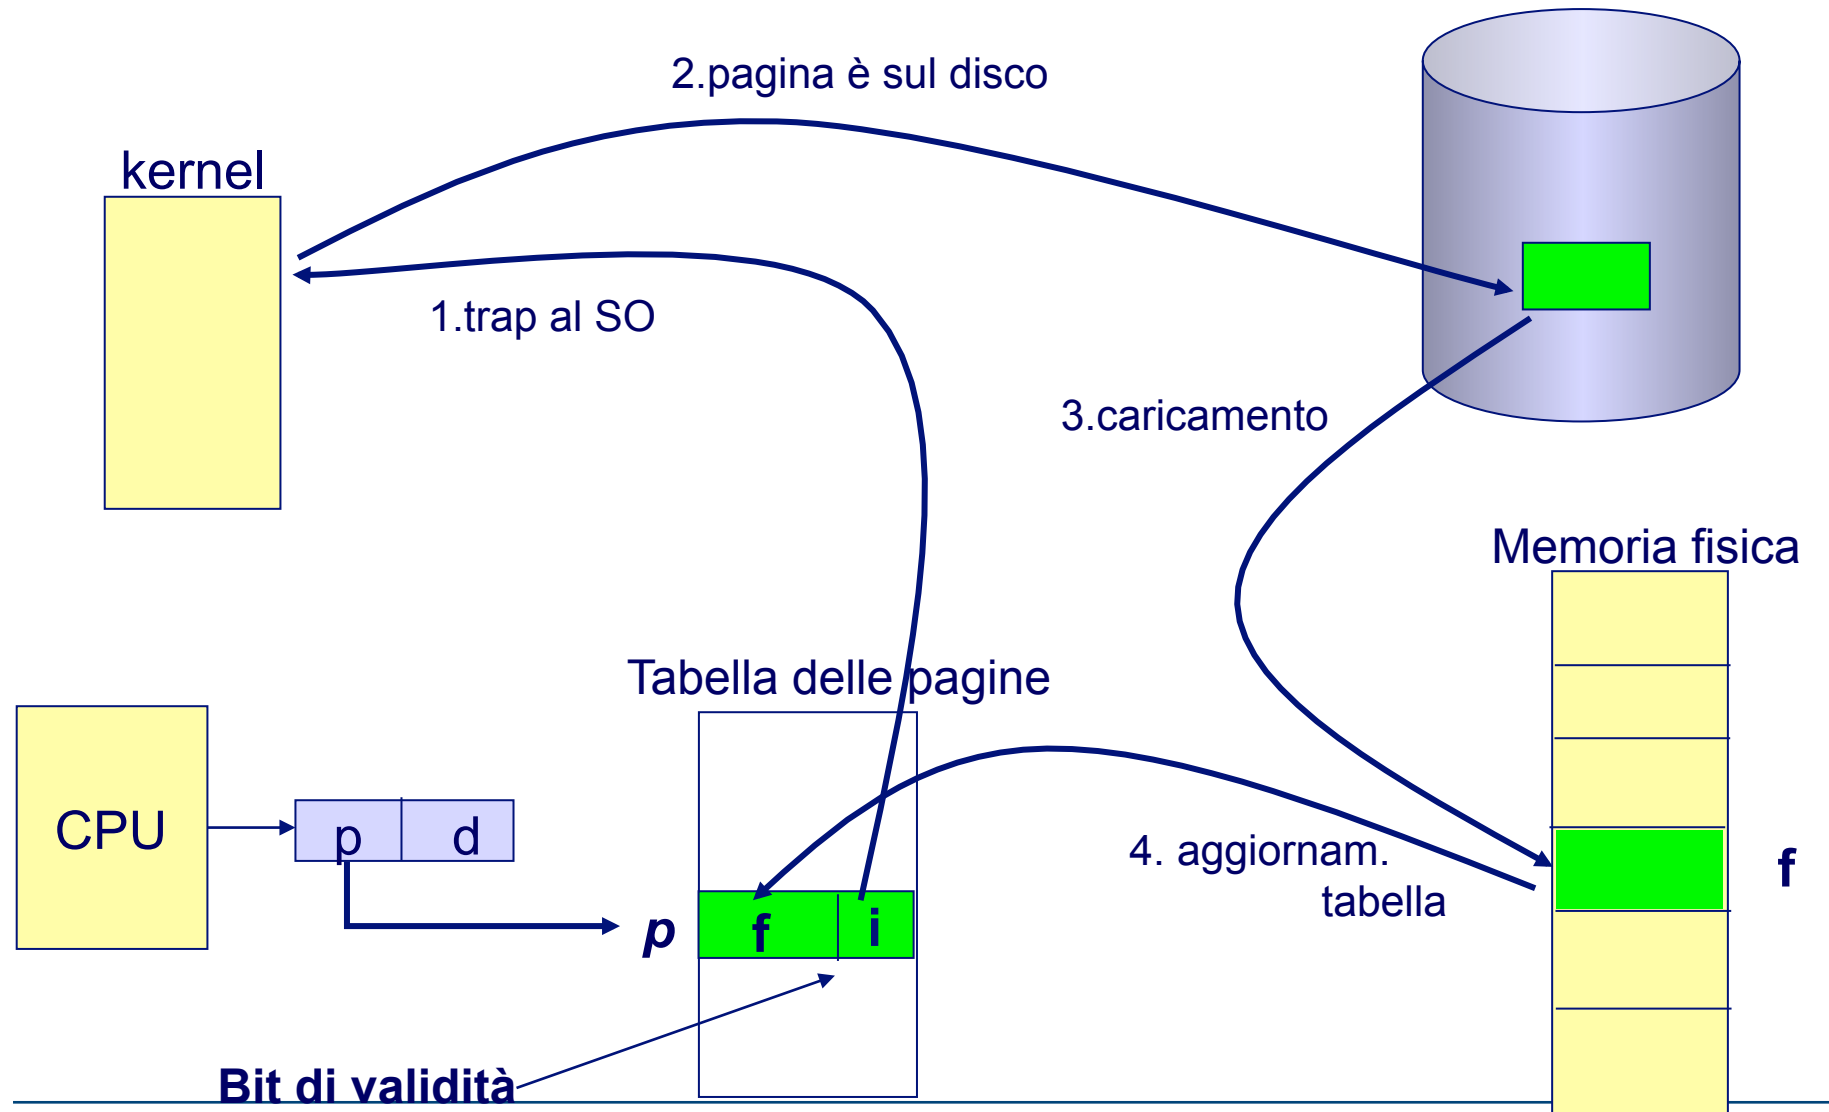 2.pagina è sul disco
kernel
1.trap al SO
3.caricamento
Memoria fisica
Tabella delle pagine
CPU
p
d
4. aggiornam.
tabella
f
p
f
i
Bit di validità